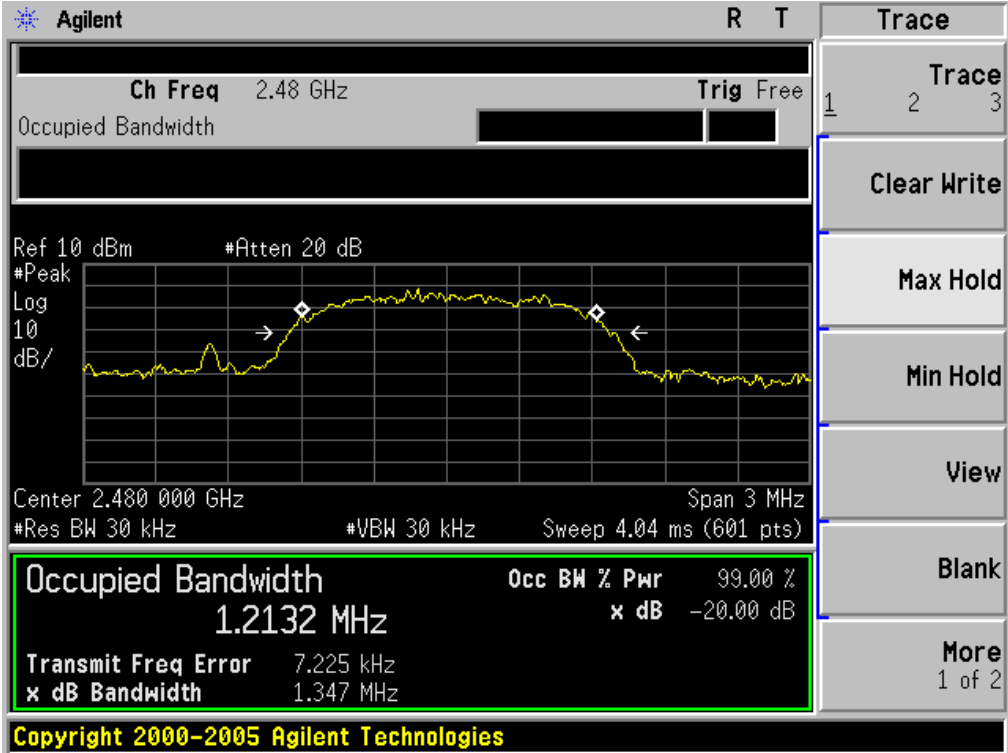 Agilent R T
Ch Freq 2.48 GHz Trig Free
Occupied Bandwidth
Ref 10 dBm #Atten 20 dB
#Peak
Log
10
dB/
Center 2.480 000 GHz Span 3 MHz
#Res BW 30 kHz #VBW 30 kHz Sweep 4.04 ms (601 pts)
Occupied Bandwidth
1.2132 MHz
Occ BW % Pwr 99.00 %
x dB -20.00 dB
Transmit Freq Error 7.225 kHz
x dB Bandwidth 1.347 MHz
Copyright 2000-2005 Agilent Technologies
Trace
Trace
1 2 3
Clear Write
Max Hold
Min Hold
View
Blank
More
1 of 2